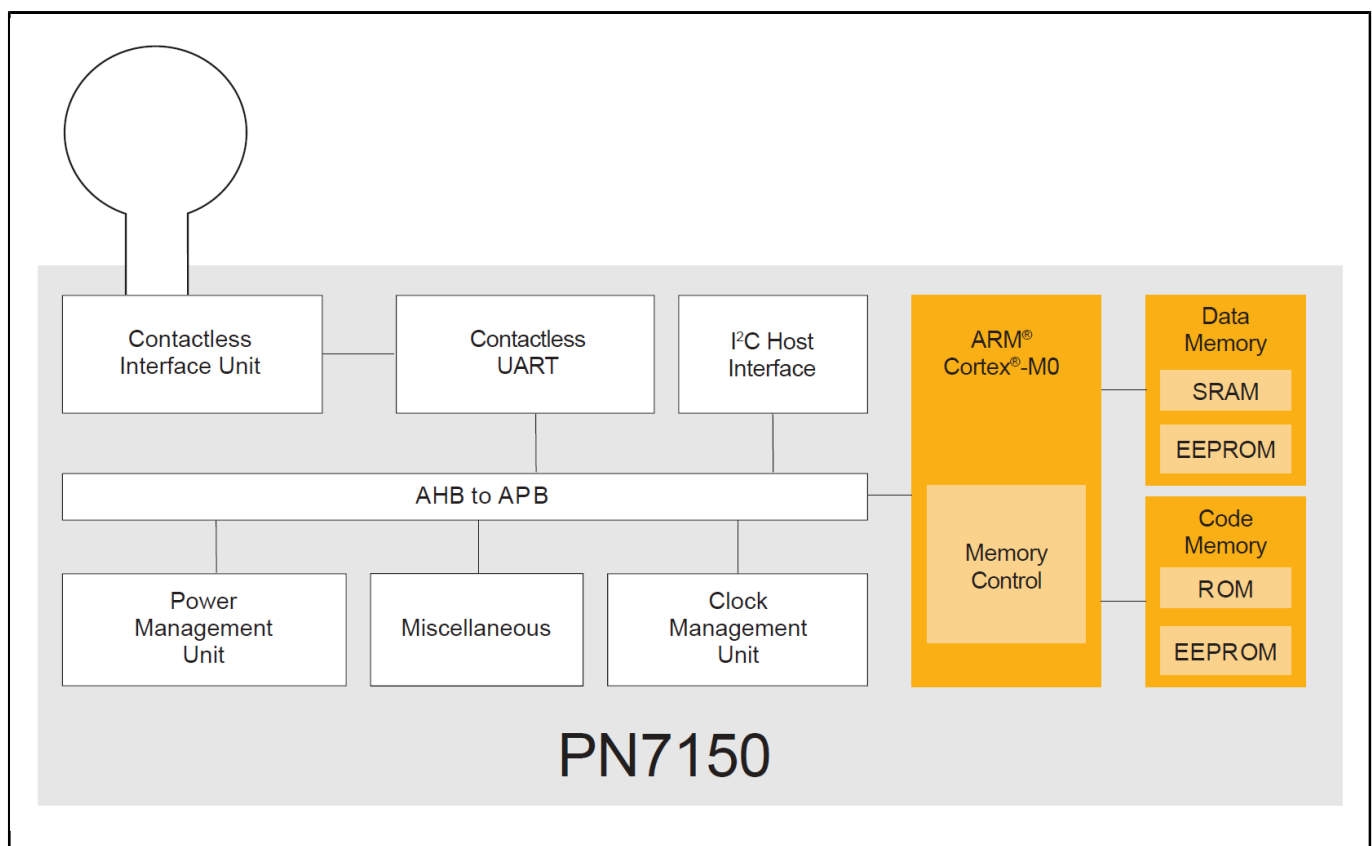 Contactless
Interface Unit
Contactless
UART
I²C Host
Interface
ARM®
Cortex®-M0
Data
Memory
SRAM
EEPROM
AHB to APB
Memory
Control
Code
Memory
ROM
EEPROM
Power
Management
Unit
Miscellaneous
Clock
Management
Unit
PN7150